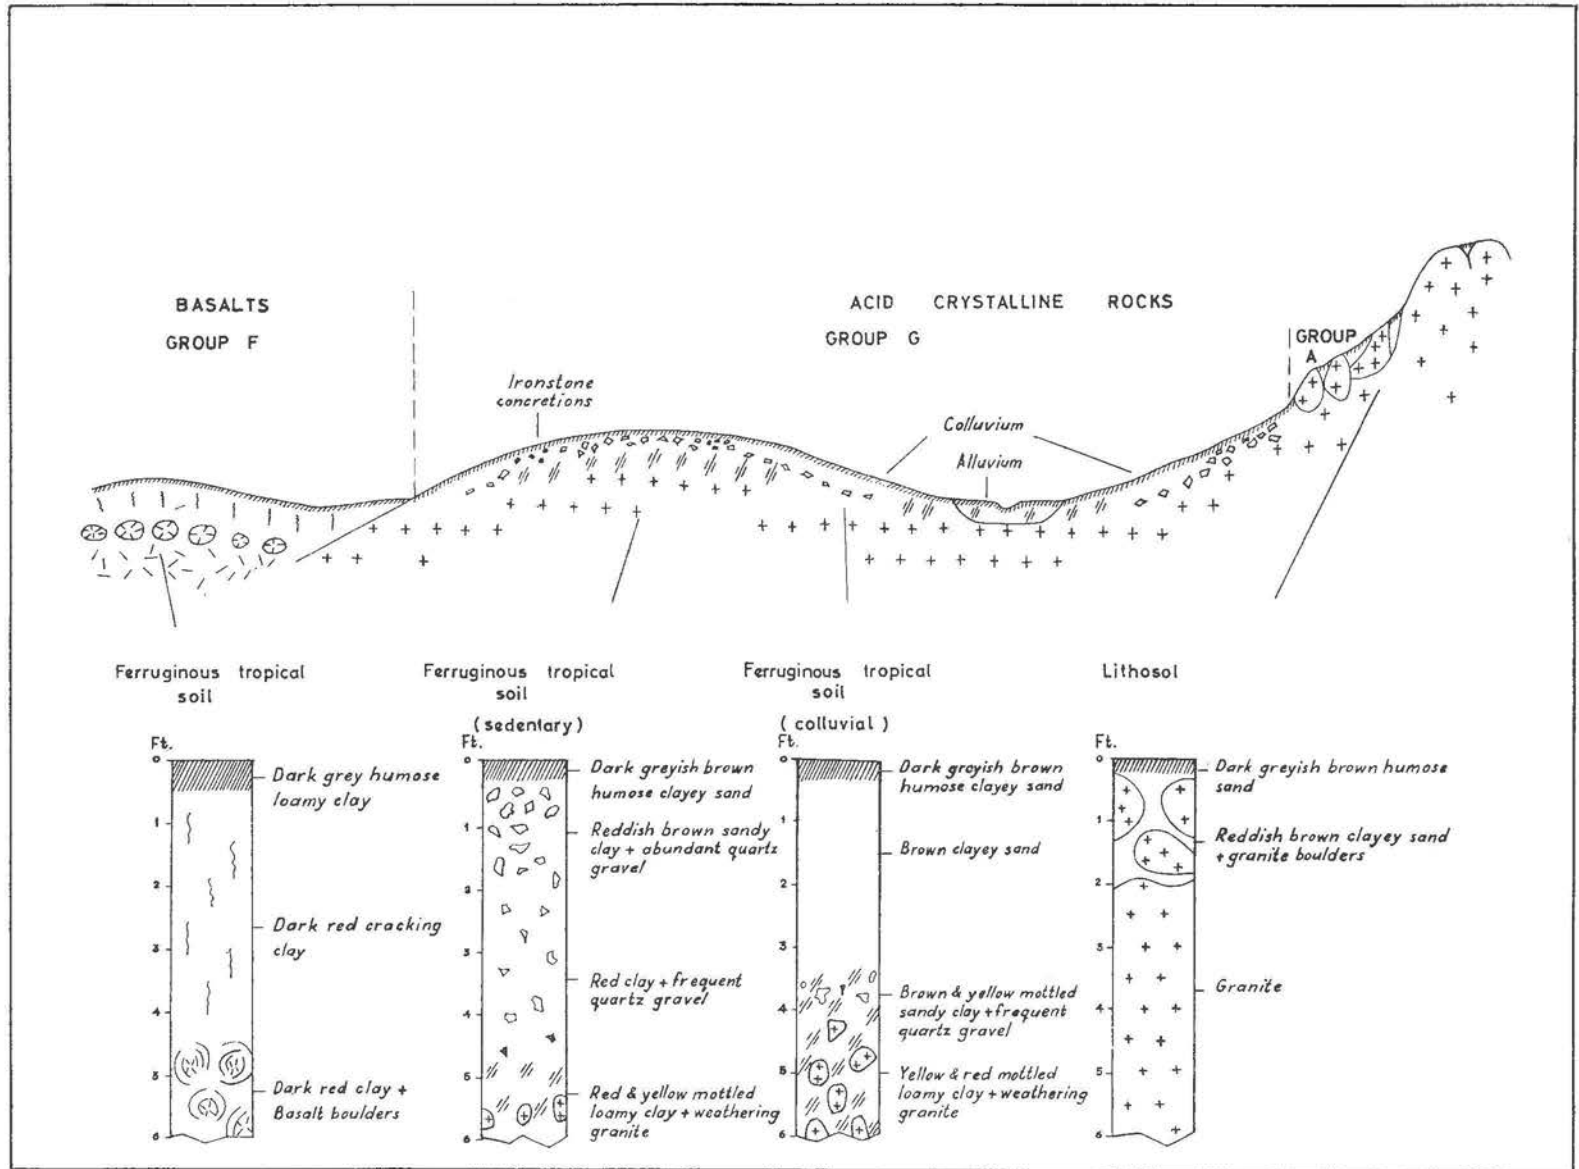 BASALTS
GROUP F
ACID CRYSTALLINE ROCKS
GROUP G
GROUP
A
Ironstone
concretions
Colluvium
Alluvium
Ferruginous tropical
soil
Ft.
0
1
2
3
4
5
6
Dark grey humose
loamy clay
Dark red cracking
clay
Dark red clay +
Basalt boulders
Ferruginous tropical
soil
(sedentary)
Ft.
0
1
2
3
4
5
6
Dark greyish brown
humose clayey sand
Reddish brown sandy
clay + abundant quartz
gravel
Red clay + frequent
quartz gravel
Red & yellow mottled
loamy clay + weathering
granite
Ferruginous tropical
soil
(colluvial)
Ft.
0
1
2
3
4
5
6
Dark greyish brown
humose clayey sand
Brown clayey sand
Brown & yellow mottled
sandy clay + frequent
quartz gravel
Yellow & red mottled
loamy clay + weathering
granite
Lithosol
Ft.
0
1
2
3
4
5
6
Dark greyish brown humose
sand
Reddish brown clayey sand
+ granite boulders
Granite